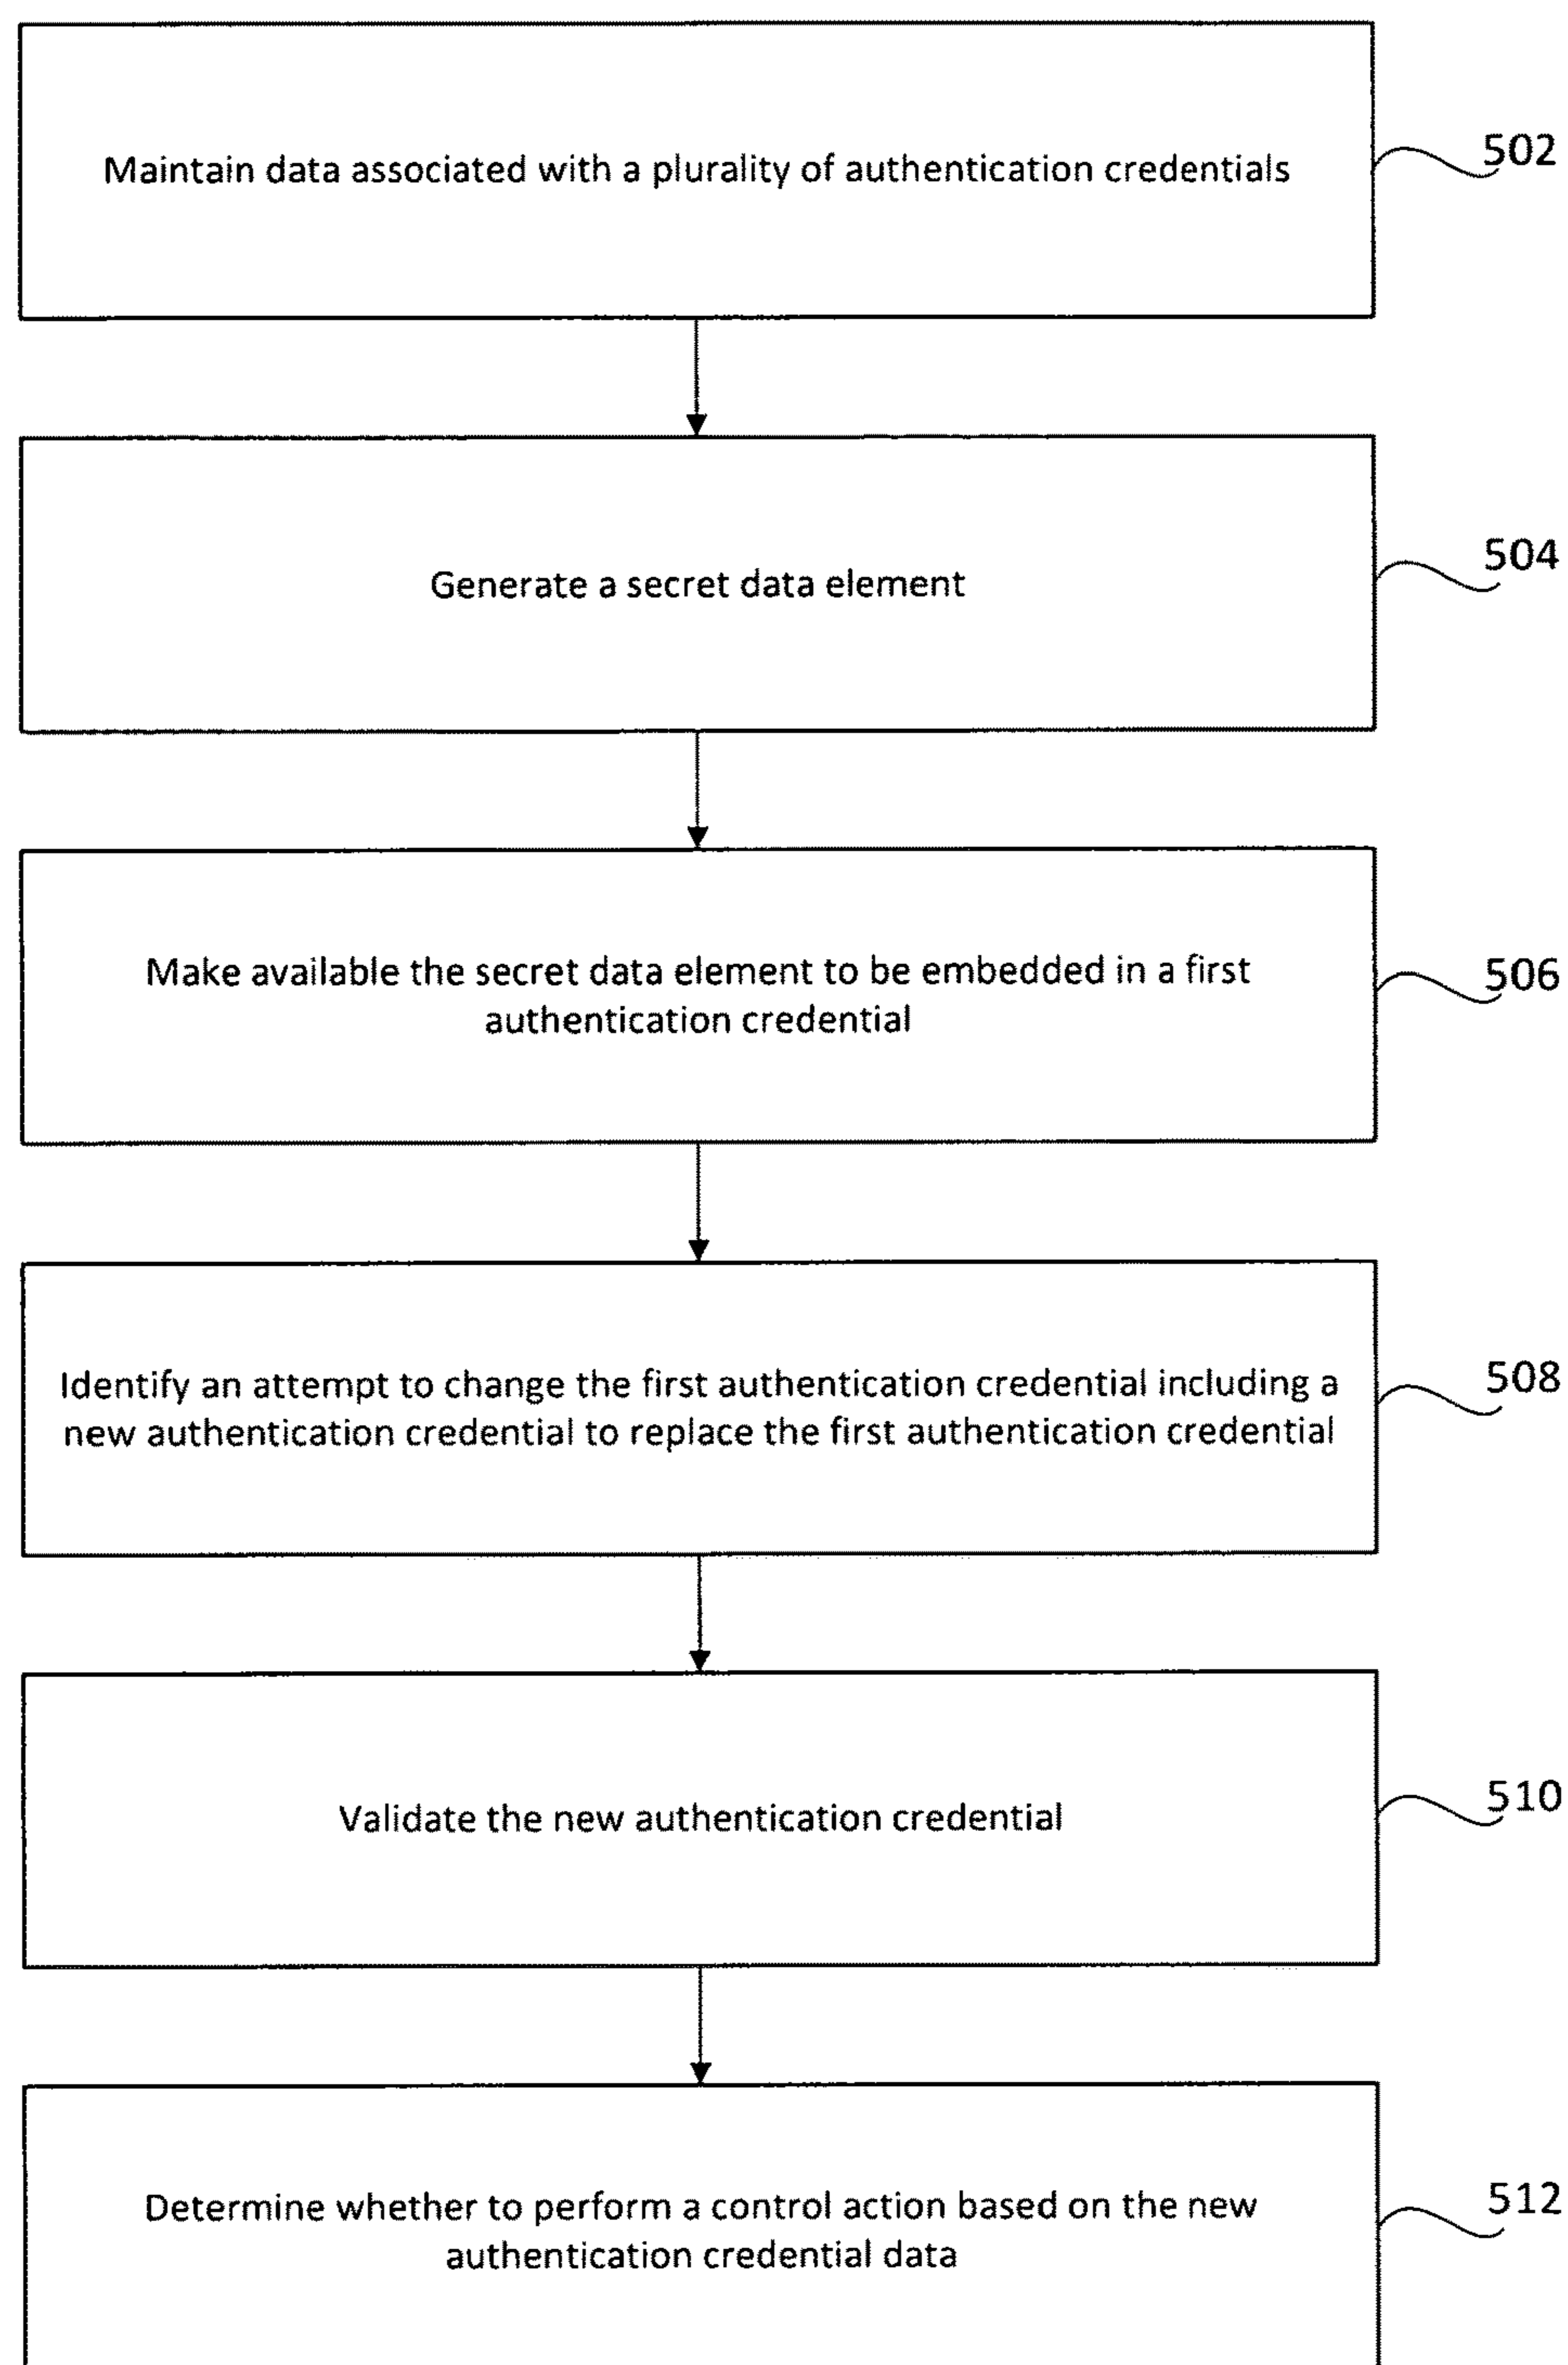 Maintain data associated with a plurality of authentication credentials
502
Generate a secret data element
504
Make available the secret data element to be embedded in a first
authentication credential
506
Identify an attempt to change the first authentication credential including a
new authentication credential to replace the first authentication credential
508
Validate the new authentication credential
510
Determine whether to perform a control action based on the new
authentication credential data
512